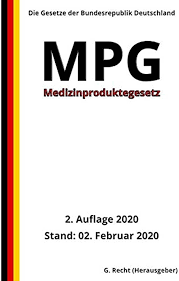 Die Gesetze der Bundesrepublik Deutschland
MPG
Medizinproduktegesetz
2. Auflage 2020
Stand: 02. Februar 2020
G. Recht (Herausgeber)